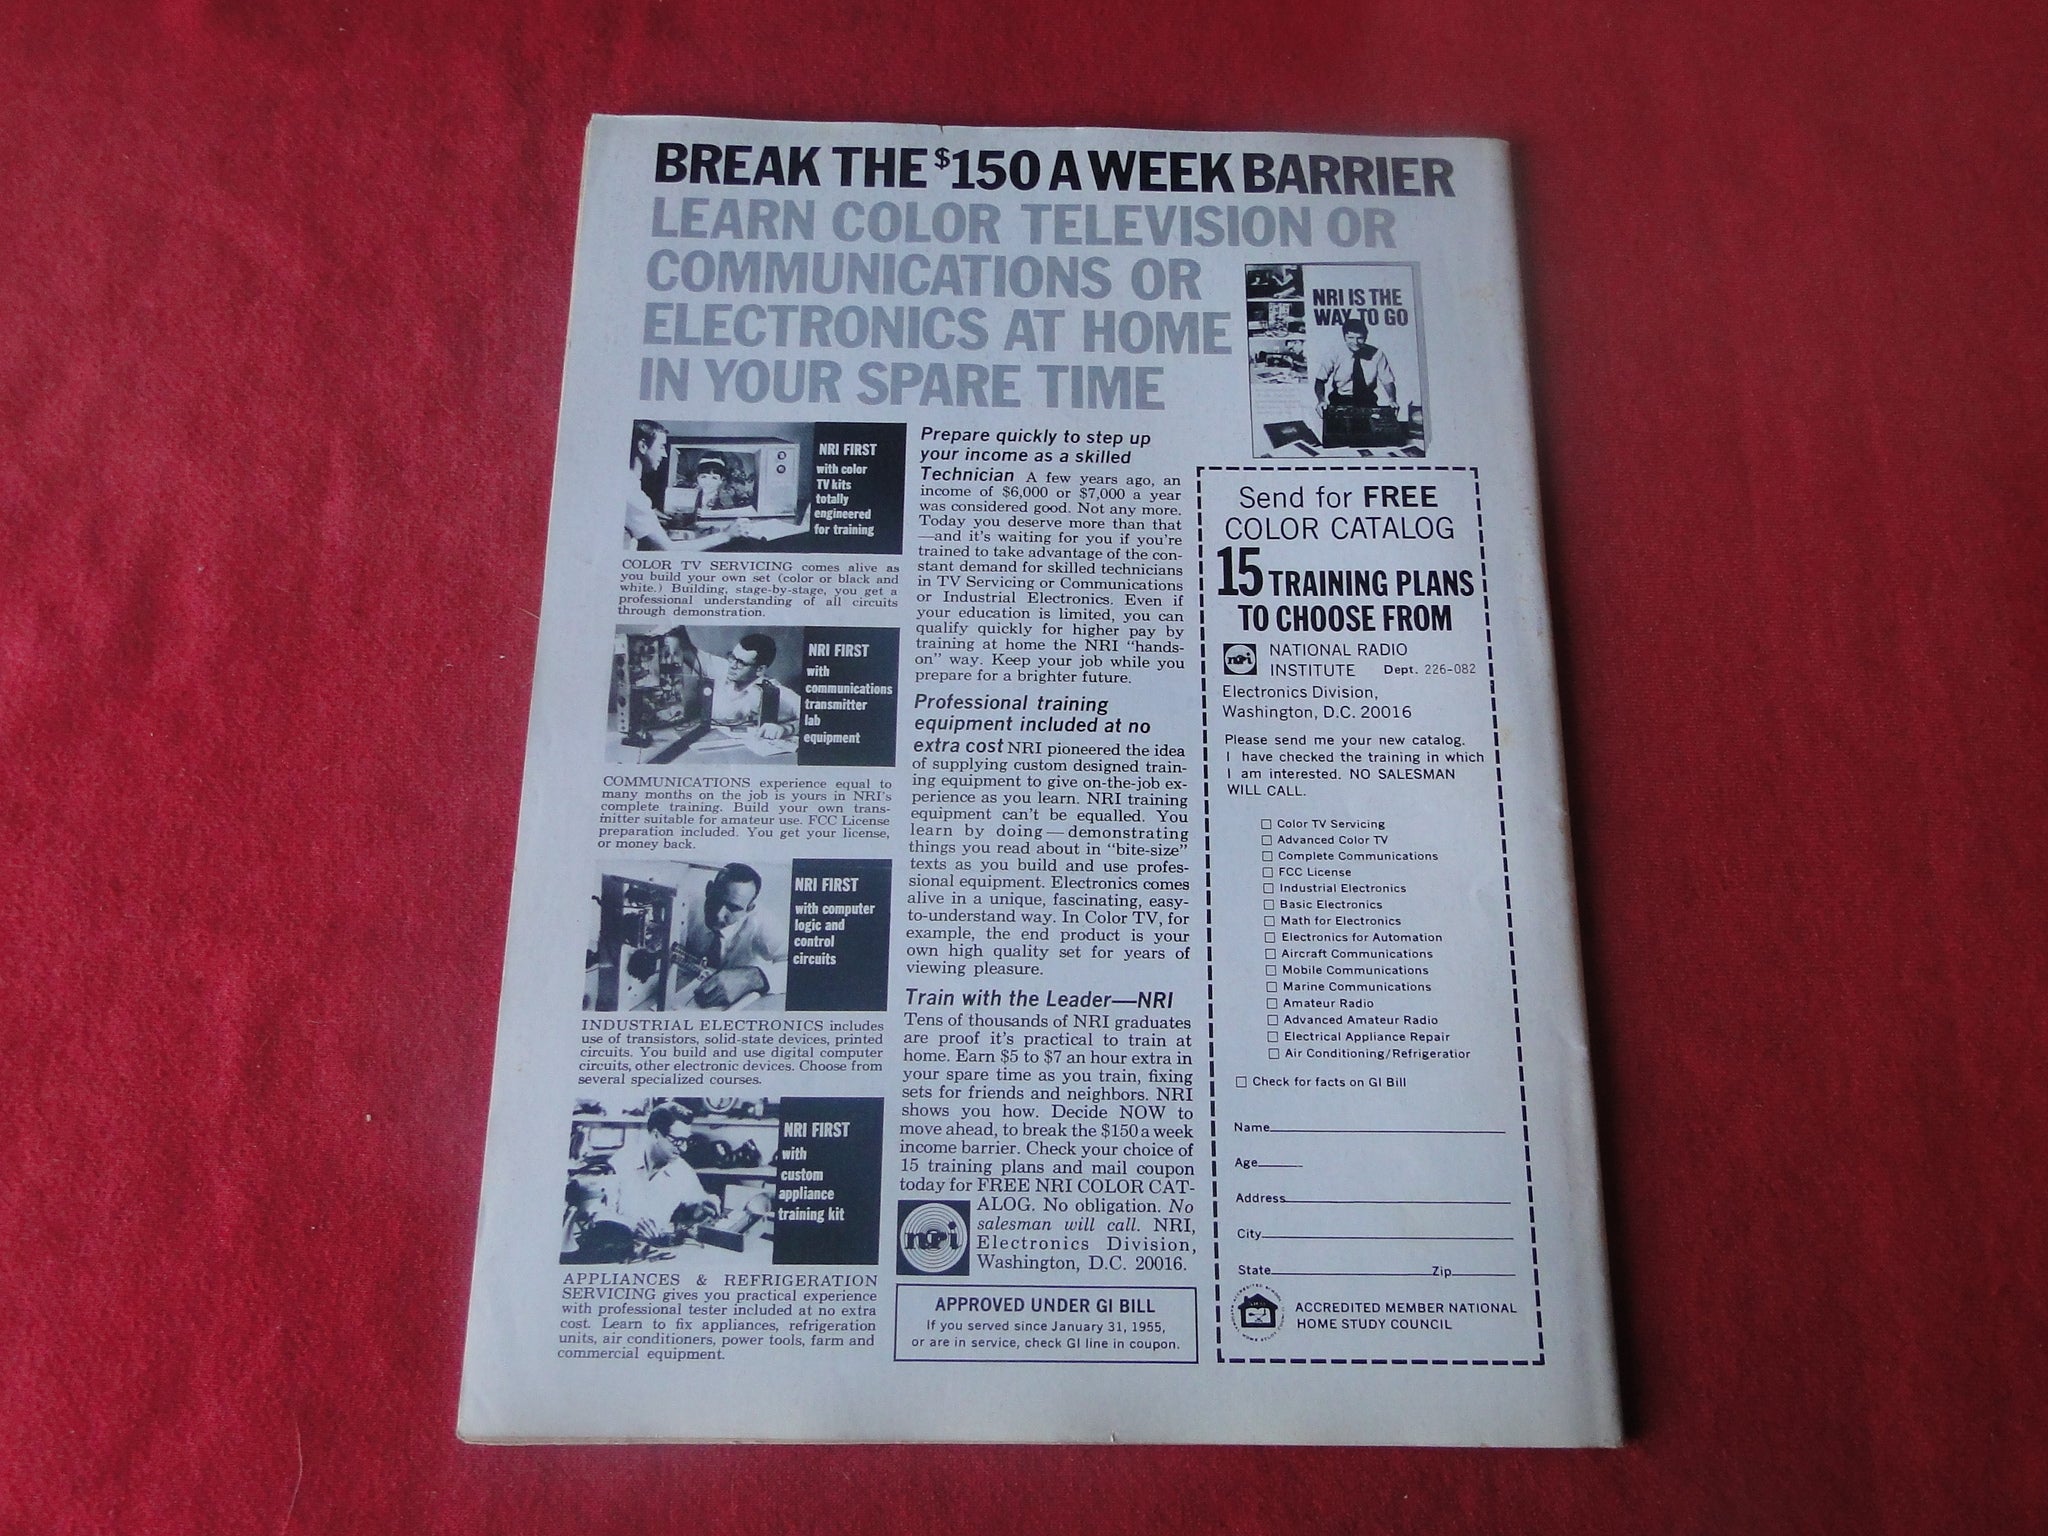 BREAK THE $150 A WEEK BARRIER
LEARN COLOR TELEVISION OR
COMMUNICATIONS OR
ELECTRONICS AT HOME
IN YOUR SPARE TIME
NRI IS THE
WAY TO GO
NRI FIRST
with color
TV kits
totally
engineered
for training
COLOR TV SERVICING comes alive as
you build your own set (color or black and
white.) Building, stage-by-stage, you get a
professional understanding of all circuits
through demonstration.
NRI FIRST
with
communications
transmitter
lab
equipment
COMMUNICATIONS experience equal to
many months on the job is yours in NRI's
complete training. Build your own trans-
mitter suitable for amateur use. FCC License
preparation included. You get your license,
or money back.
NRI FIRST
with computer
logic and
control
circuits
INDUSTRIAL ELECTRONICS includes
use of transistors, solid-state devices, printed
circuits. You build and use digital computer
circuits, other electronic devices. Choose from
several specialized courses.
NRI FIRST
with
custom
appliance
training kit
APPLIANCES & REFRIGERATION
SERVICING gives you practical experience
with professional tester included at no extra
cost. Learn to fix appliances, refrigeration
units, air conditioners, power tools, farm and
commercial equipment.
Prepare quickly to step up
your income as a skilled
Technician A few years ago, an
income of $6,000 or $7,000 a year
was considered good. Not any more.
Today you deserve more than that
—and it's waiting for you if you're
trained to take advantage of the con-
stant demand for skilled technicians
in TV Servicing or Communications
or Industrial Electronics. Even if
your education is limited, you can
qualify quickly for higher pay by
training at home the NRI "hands-
on" way. Keep your job while you
prepare for a brighter future.
Professional training
equipment included at no
extra cost NRI pioneered the idea
of supplying custom designed train-
ing equipment to give on-the-job ex-
perience as you learn. NRI training
equipment can't be equalled. You
learn by doing—demonstrating
things you read about in "bite-size"
texts as you build and use profes-
sional equipment. Electronics comes
alive in a unique, fascinating, easy-
to-understand way. In Color TV, for
example, the end product is your
own high quality set for years of
viewing pleasure.
Train with the Leader—NRI
Tens of thousands of NRI graduates
are proof it's practical to train at
home. Earn $5 to $7 an hour extra in
your spare time as you train, fixing
sets for friends and neighbors. NRI
shows you how. Decide NOW to
move ahead, to break the $150 a week
income barrier. Check your choice of
15 training plans and mail coupon
today for FREE NRI COLOR CAT-
ALOG. No obligation. No
salesman will call. NRI,
Electronics Division,
Washington, D.C. 20016.
nri
APPROVED UNDER GI BILL
If you served since January 31, 1955,
or are in service, check GI line in coupon.
Send for FREE
COLOR CATALOG
15 TRAINING PLANS
TO CHOOSE FROM
nri
NATIONAL RADIO
INSTITUTE Dept. 226-082
Electronics Division,
Washington, D.C. 20016
Please send me your new catalog.
I have checked the training in which
I am interested. NO SALESMAN
WILL CALL.
Color TV Servicing
Advanced Color TV
Complete Communications
FCC License
Industrial Electronics
Basic Electronics
Math for Electronics
Electronics for Automation
Aircraft Communications
Mobile Communications
Marine Communications
Amateur Radio
Advanced Amateur Radio
Electrical Appliance Repair
Air Conditioning/Refrigeratior
Check for facts on GI Bill
Name
Age
Address
City
State Zip
ACCREDITED MEMBER NATIONAL
HOME STUDY COUNCIL